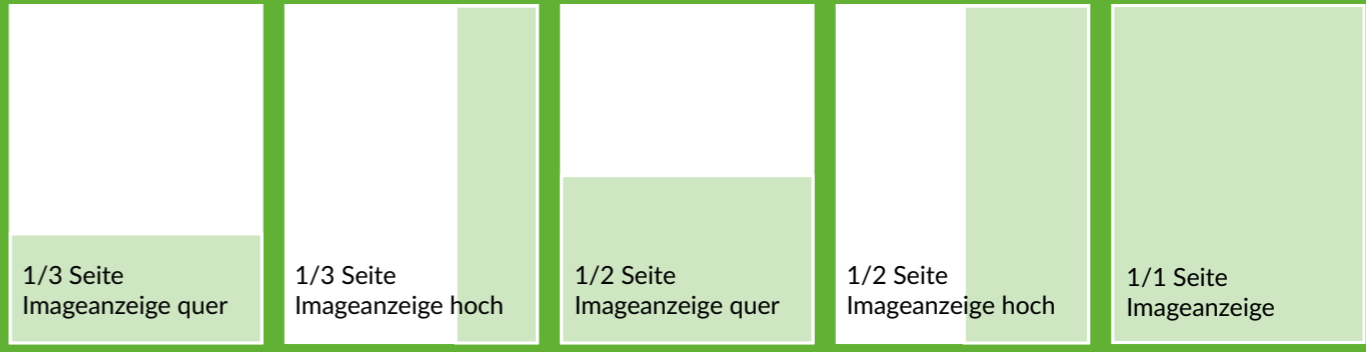 1/3 Seite
Imageanzeige quer
1/3 Seite
Imageanzeige hoch
1/2 Seite
Imageanzeige quer
1/2 Seite
Imageanzeige hoch
1/1 Seite
Imageanzeige